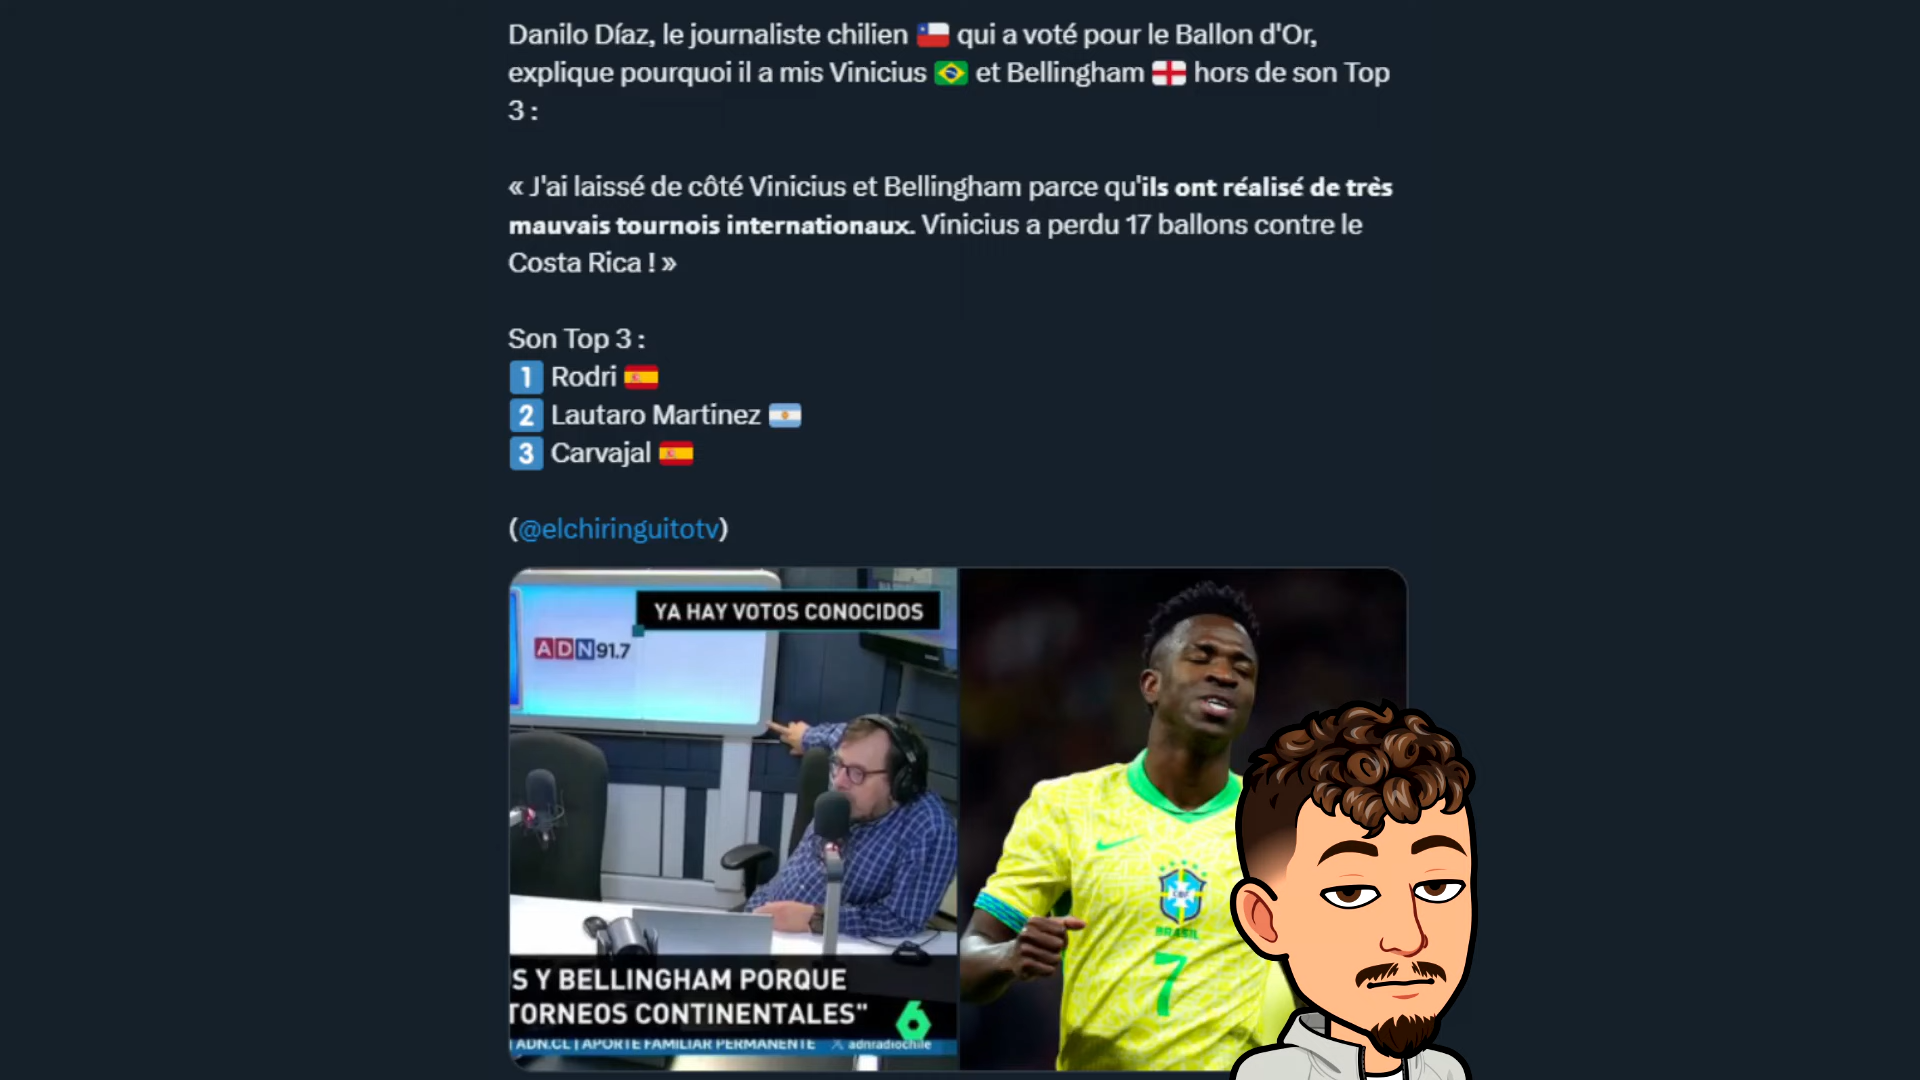 Danilo Díaz, le journaliste chilien 🇨🇱 qui a voté pour le Ballon d'Or,
explique pourquoi il a mis Vinicius 🇧🇷 et Bellingham 🏴󠁧󠁢󠁥󠁮󠁧󠁿 hors de son Top
3 :
« J'ai laissé de côté Vinicius et Bellingham parce qu'ils ont réalisé de très
mauvais tournois internationaux. Vinicius a perdu 17 ballons contre le
Costa Rica ! »
Son Top 3 :
1 Rodri 🇪🇸
2 Lautaro Martinez 🇦🇷
3 Carvajal 🇪🇸
(@elchiringuitotv)
YA HAY VOTOS CONOCIDOS
ADN 91.7
S Y BELLINGHAM PORQUE
TORNEOS CONTINENTALES"
6
ADN.CL | APORTE FAMILIAR PERMANENTE X adnradiochile
CBF
BRASIL
7